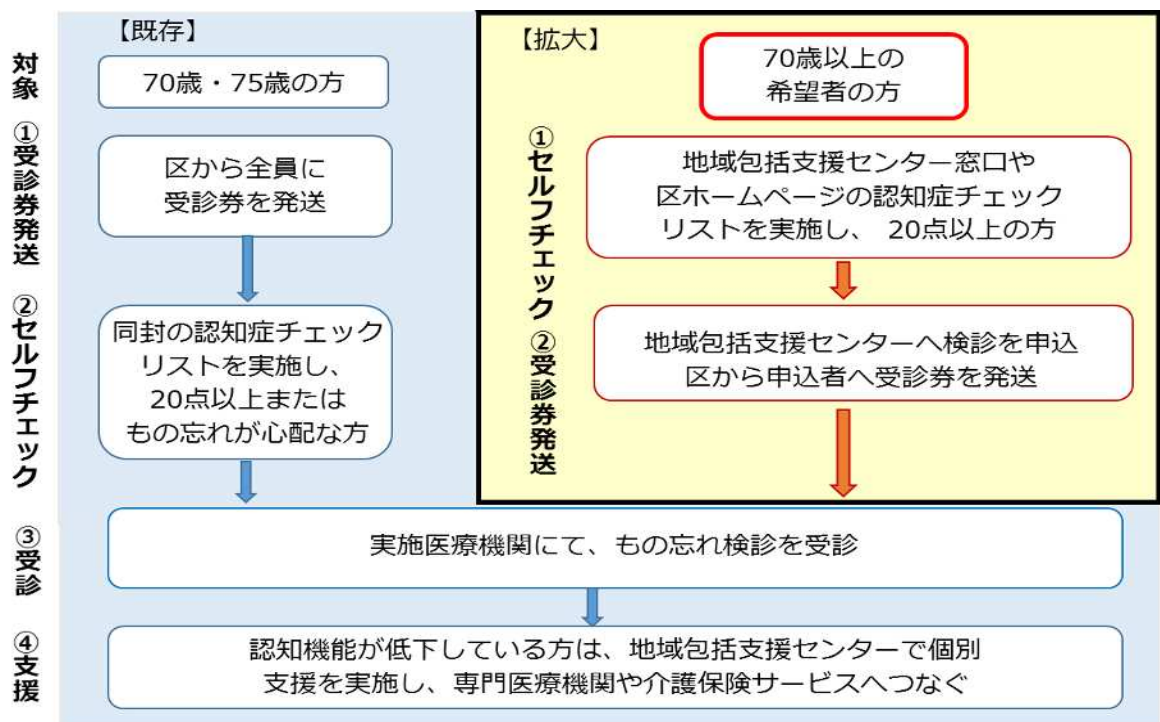 【既存】
対象
70歳・75歳の方
①受診券発送
区から全員に
受診券を発送
②セルフチェック
同封の認知症チェック
リストを実施し、
20点以上または
もの忘れが心配な方
【拡大】
70歳以上の
希望者の方
①セルフチェック
地域包括支援センター窓口や
区ホームページの認知症チェック
リストを実施し、 20点以上の方
②受診券発送
地域包括支援センターへ検診を申込
区から申込者へ受診券を発送
③受診
実施医療機関にて、もの忘れ検診を受診
④支援
認知機能が低下している方は、地域包括支援センターで個別
支援を実施し、専門医療機関や介護保険サービスへつなぐ